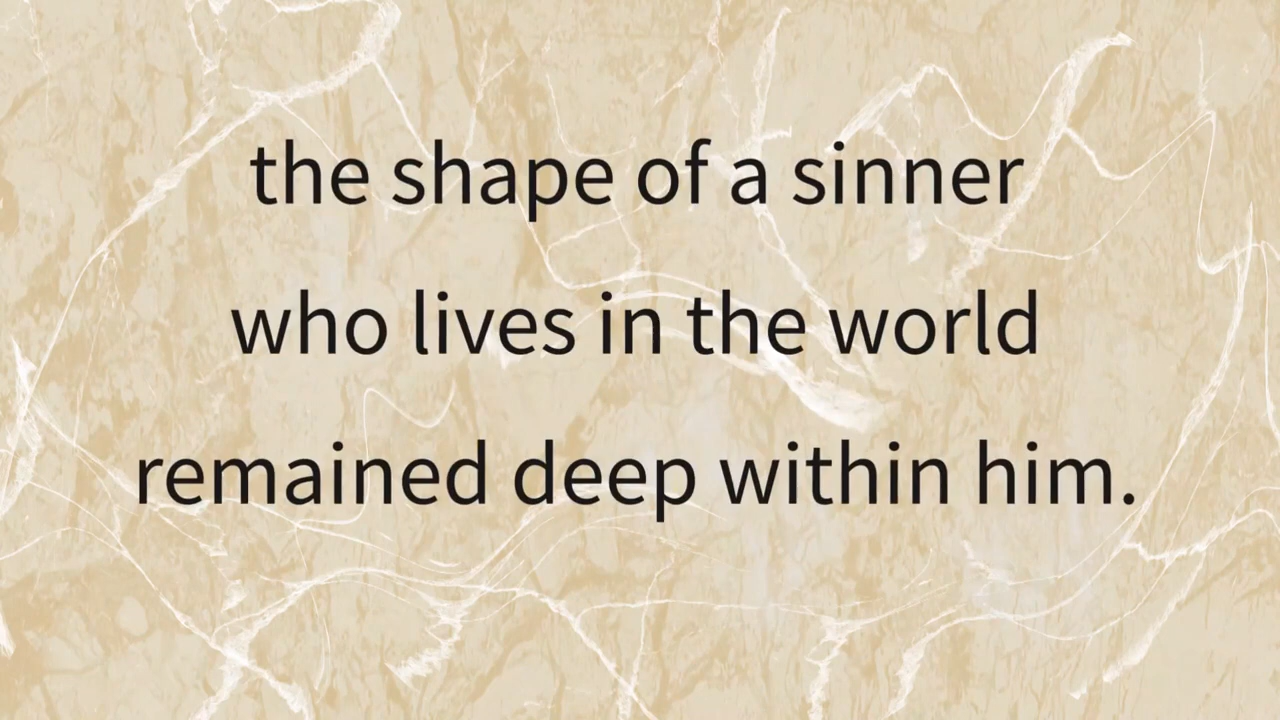 the shape of a sinner
who lives in the world
remained deep within him.